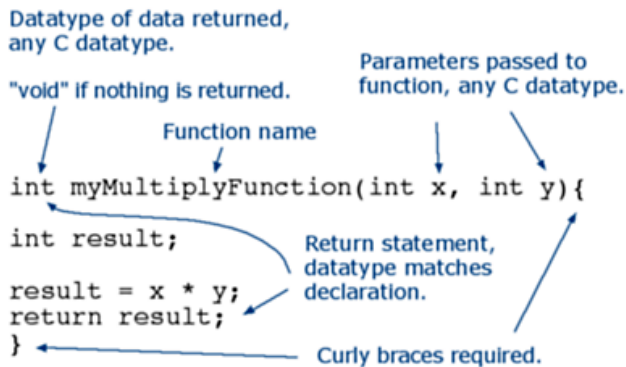 Datatype of data returned,
any C datatype.
"void" if nothing is returned.
Parameters passed to
function, any C datatype.
Function name
int myMultiplyFunction(int x, int y){
int result;
result = x * y;
return result;
}
Return statement,
datatype matches
declaration.
Curly braces required.